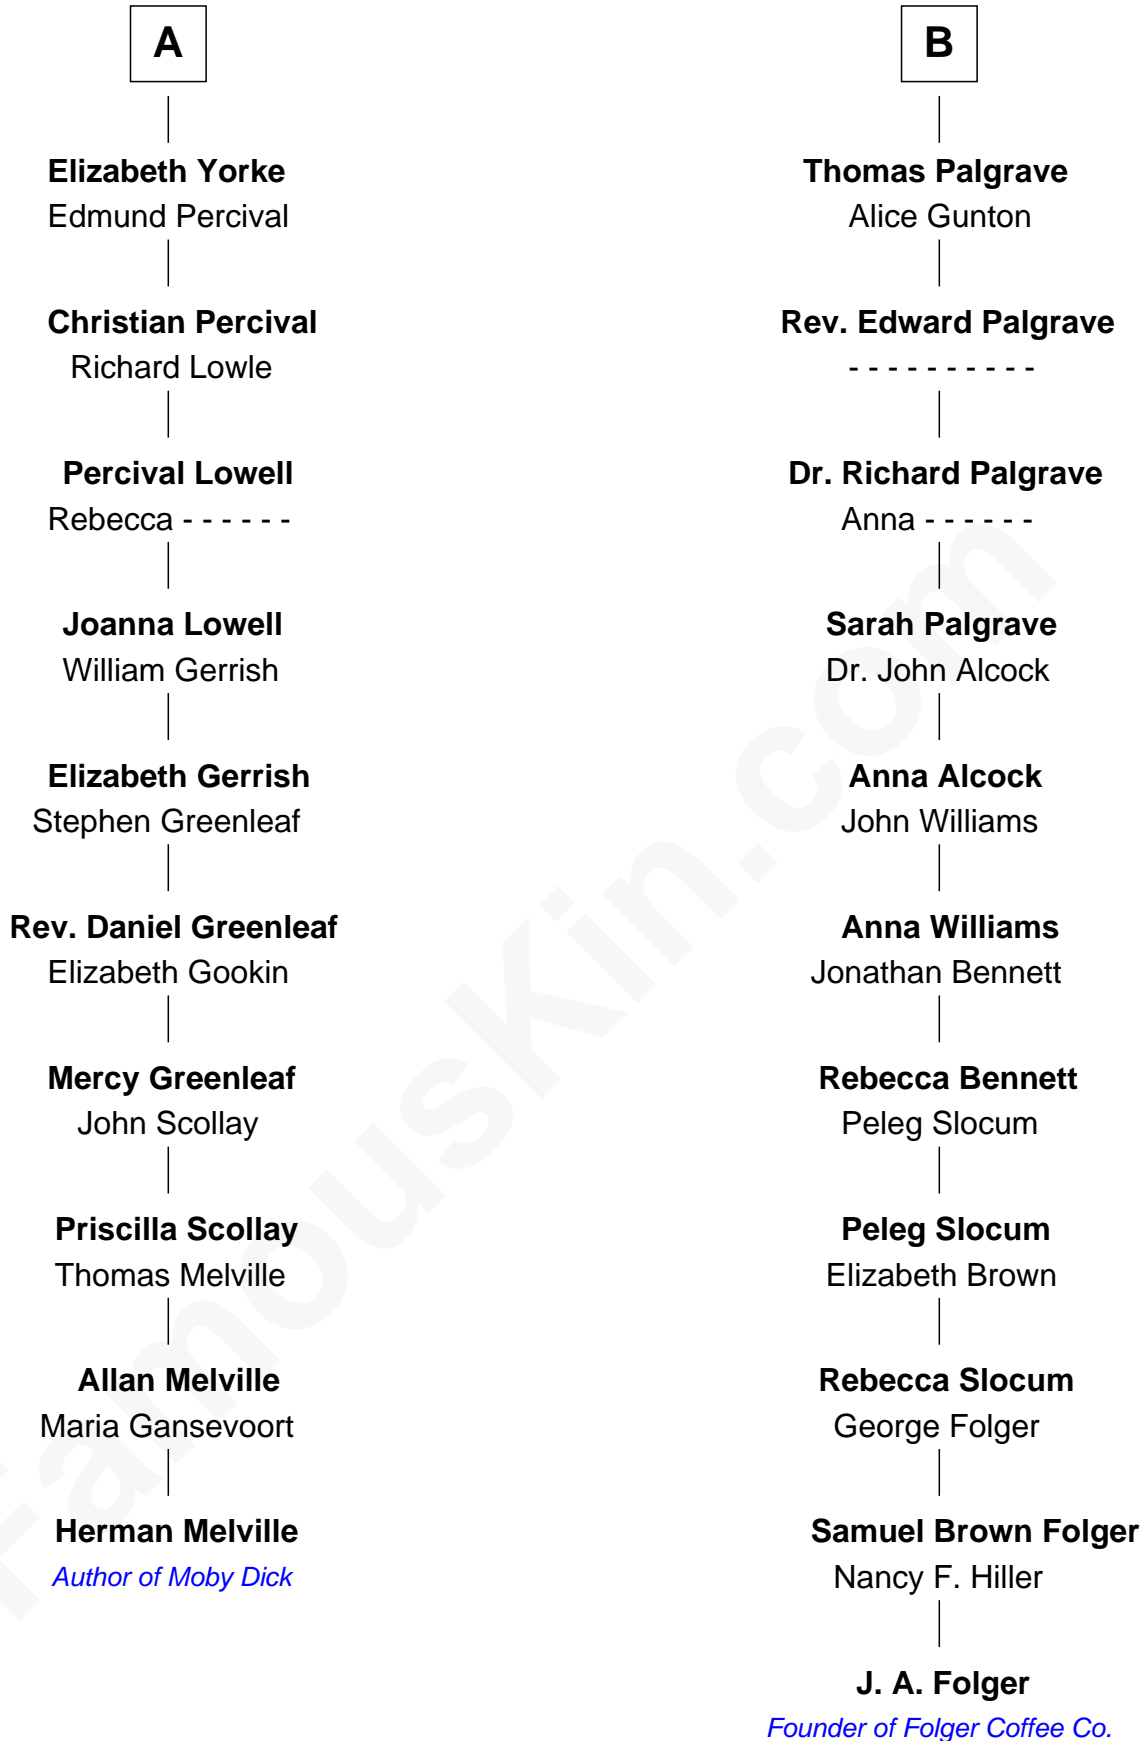 A
Elizabeth Yorke
Edmund Percival
Christian Percival
Richard Lowle
Percival Lowell
Rebecca - - - - - -
Joanna Lowell
William Gerrish
Elizabeth Gerrish
Stephen Greenleaf
Rev. Daniel Greenleaf
Elizabeth Gookin
Mercy Greenleaf
John Scollay
Priscilla Scollay
Thomas Melville
Allan Melville
Maria Gansevoort
Herman Melville
Author of Moby Dick
B
Thomas Palgrave
Alice Gunton
Rev. Edward Palgrave
- - - - - - - - - -
Dr. Richard Palgrave
Anna - - - - - -
Sarah Palgrave
Dr. John Alcock
Anna Alcock
John Williams
Anna Williams
Jonathan Bennett
Rebecca Bennett
Peleg Slocum
Peleg Slocum
Elizabeth Brown
Rebecca Slocum
George Folger
Samuel Brown Folger
Nancy F. Hiller
J. A. Folger
Founder of Folger Coffee Co.
FamousKin.com